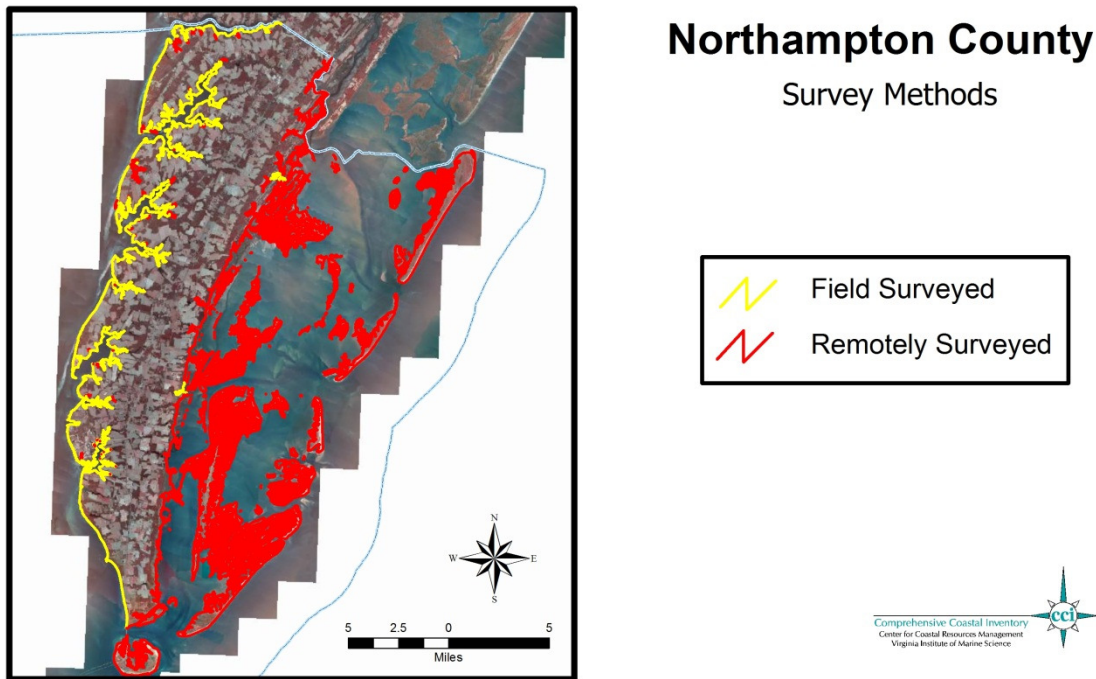 Northampton County
Survey Methods
Field Surveyed
Remotely Surveyed
N
W E
S
5 2.5 0 5
Miles
cci
Comprehensive Coastal Inventory
Center for Coastal Resources Management
Virginia Institute of Marine Science